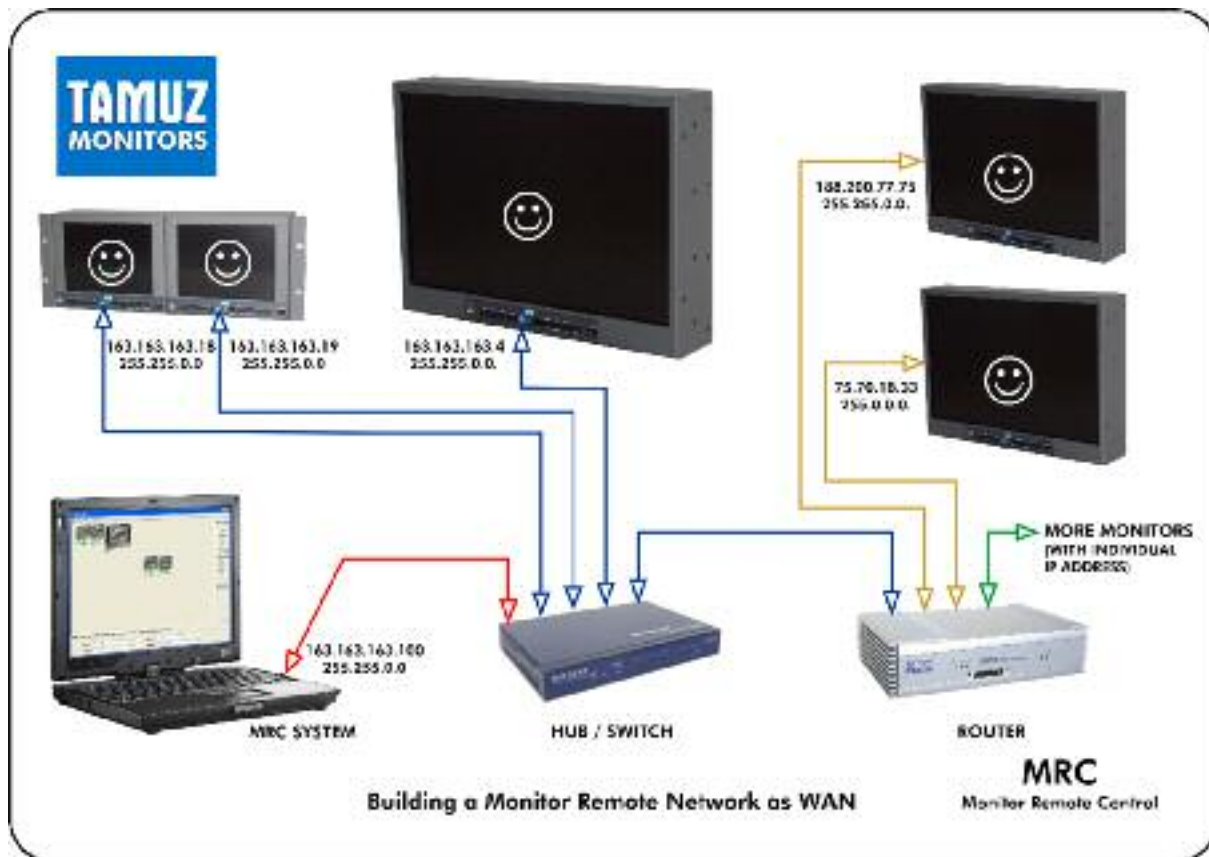 TAMUZ
MONITORS
188.200.77.75
255.255.0.0.
163.163.163.18
255.255.0.0
163.163.163.19
255.255.0.0
163.163.163.4
255.255.0.0.
75.70.18.33
255.0.0.0.
MORE MONITORS
(WITH INDIVIDUAL
IP ADDRESS)
163.163.163.100
255.255.0.0
MRC SYSTEM
HUB / SWITCH
ROUTER
MRC
Monitor Remote Control
Building a Monitor Remote Network as WAN